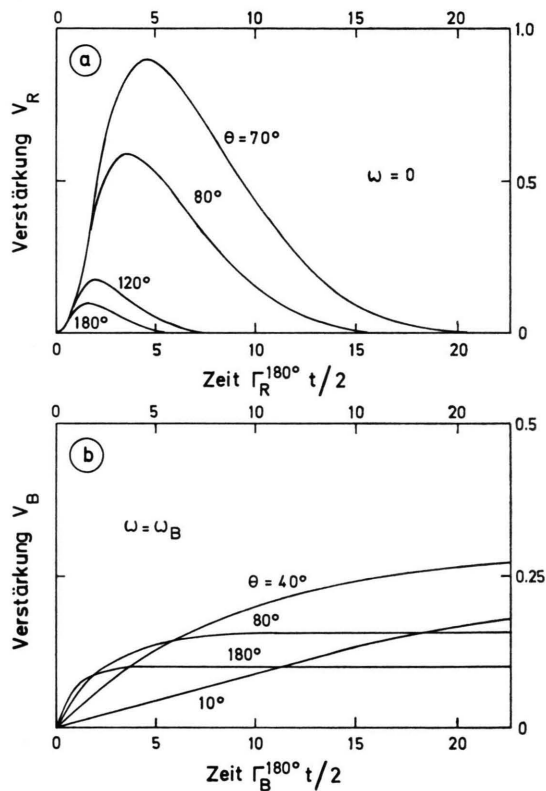 0 5 10 15 20
a
1.0
Verstärkung V_R
θ=70°
80°
ω = 0
0.5
120°
180°
0
0 5 10 15 20
Zeit Γ_R^180° t/2
0 5 10 15 20
0.5
b
Verstärkung V_B
ω=ω_B
θ=40°
0.25
80°
180°
10°
0
0 5 10 15 20
Zeit Γ_B^180° t/2